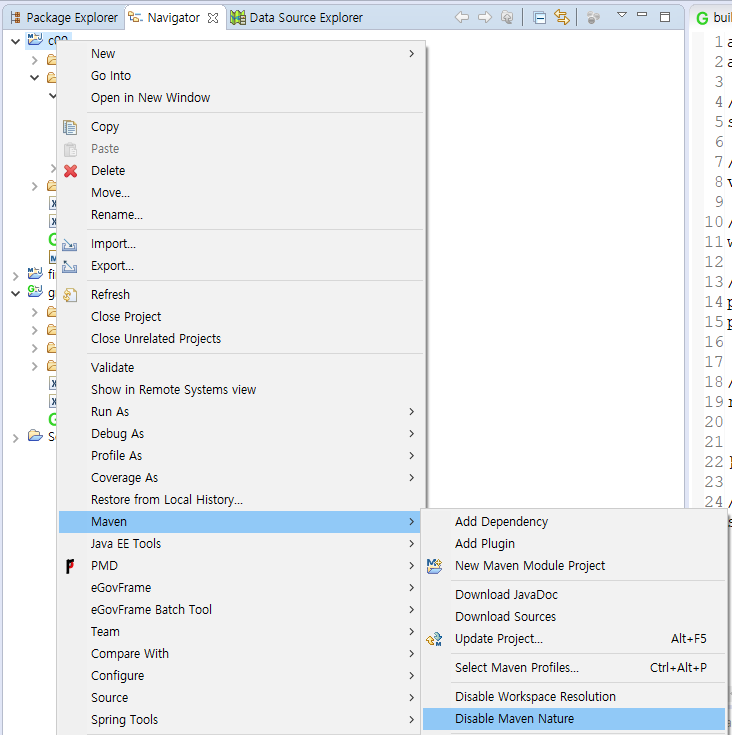 Package Explorer
Navigator
Data Source Explorer
New
Go Into
Open in New Window
Copy
Paste
Delete
Move...
Rename...
Import...
Export...
Refresh
Close Project
Close Unrelated Projects
Validate
Show in Remote Systems view
Run As
Debug As
Profile As
Coverage As
Restore from Local History...
Maven
Java EE Tools
PMD
eGovFrame
eGovFrame Batch Tool
Team
Compare With
Configure
Source
Spring Tools
Add Dependency
Add Plugin
New Maven Module Project
Download JavaDoc
Download Sources
Update Project... Alt+F5
Select Maven Profiles... Ctrl+Alt+P
Disable Workspace Resolution
Disable Maven Nature
1
2
3
4 /
5
6
7 /
8
9
10 /
11
12
13 /
14
15
16
17
18 /
19
20
21
22
23
24 /